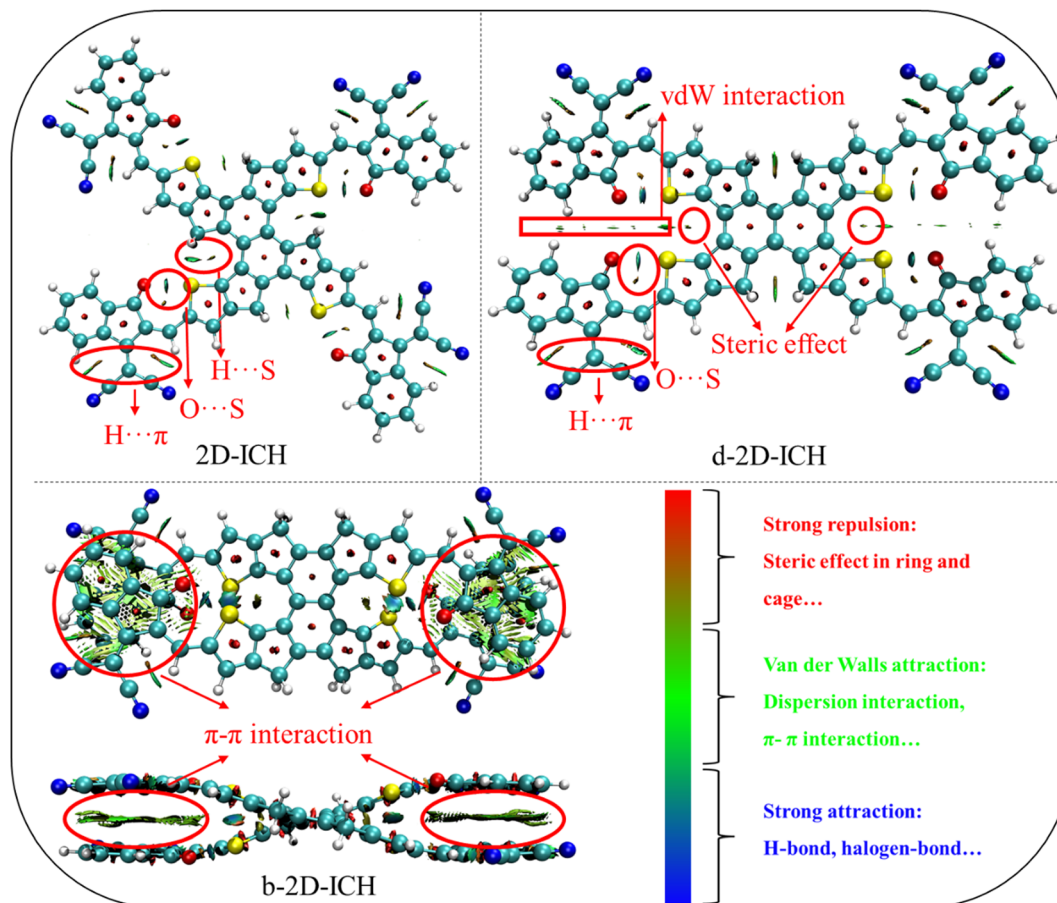 H···S
O···S
H···π
2D-ICH
vdW interaction
Steric effect
O···S
H···π
d-2D-ICH
π-π interaction
b-2D-ICH
Strong repulsion:
Steric effect in ring and
cage…
Van der Walls attraction:
Dispersion interaction,
π- π interaction…
Strong attraction:
H-bond, halogen-bond…